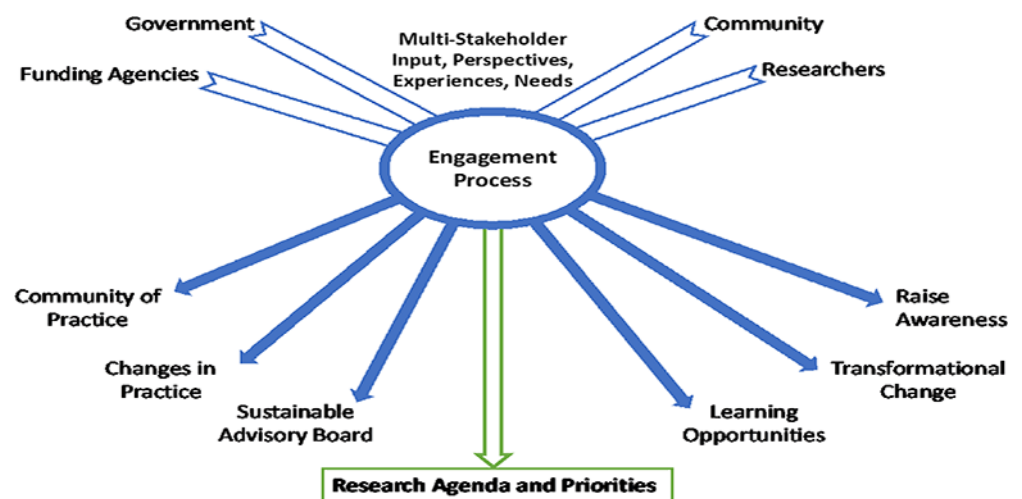 Government
Funding Agencies
Multi-Stakeholder
Input, Perspectives,
Experiences, Needs
Community
Researchers
Engagement
Process
Community of
Practice
Changes in
Practice
Sustainable
Advisory Board
Learning
Opportunities
Transformational
Change
Raise
Awareness
Research Agenda and Priorities